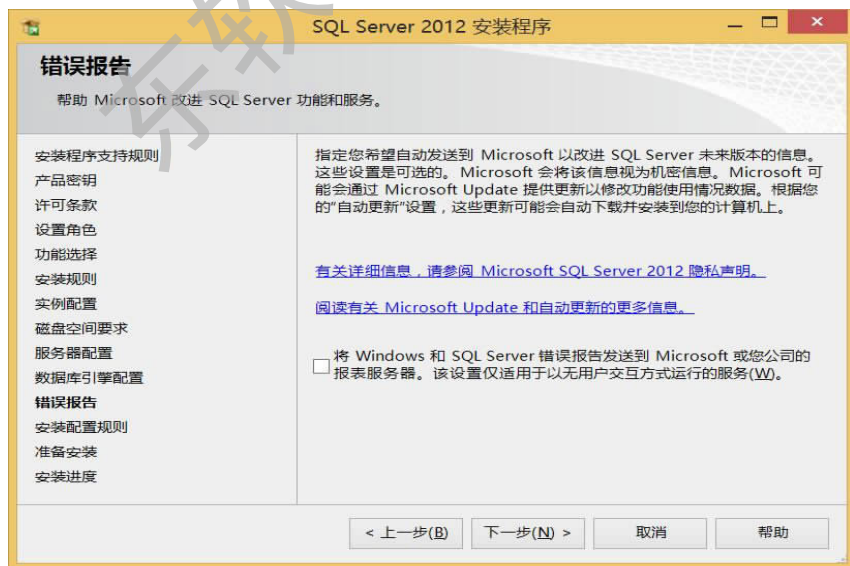 SQL Server 2012 安装程序
错误报告
帮助 Microsoft 改进 SQL Server 功能和服务。
安装程序支持规则
产品密钥
许可条款
设置角色
功能选择
安装规则
实例配置
磁盘空间要求
服务器配置
数据库引擎配置
错误报告
安装配置规则
准备安装
安装进度
指定您希望自动发送到 Microsoft 以改进 SQL Server 未来版本的信息。
这些设置是可选的。 Microsoft 会将该信息视为机密信息。 Microsoft 可
能会通过 Microsoft Update 提供更新以修改功能使用情况数据。根据您
的“自动更新”设置，这些更新可能会自动下载并安装到您的计算机上。
有关详细信息，请参阅 Microsoft SQL Server 2012 隐私声明。
阅读有关 Microsoft Update 和自动更新的更多信息。
将 Windows 和 SQL Server 错误报告发送到 Microsoft 或您公司的
报表服务器。该设置仅适用于以无用户交互方式运行的服务(W)。
< 上一步(B)
下一步(N) >
取消
帮助
东软